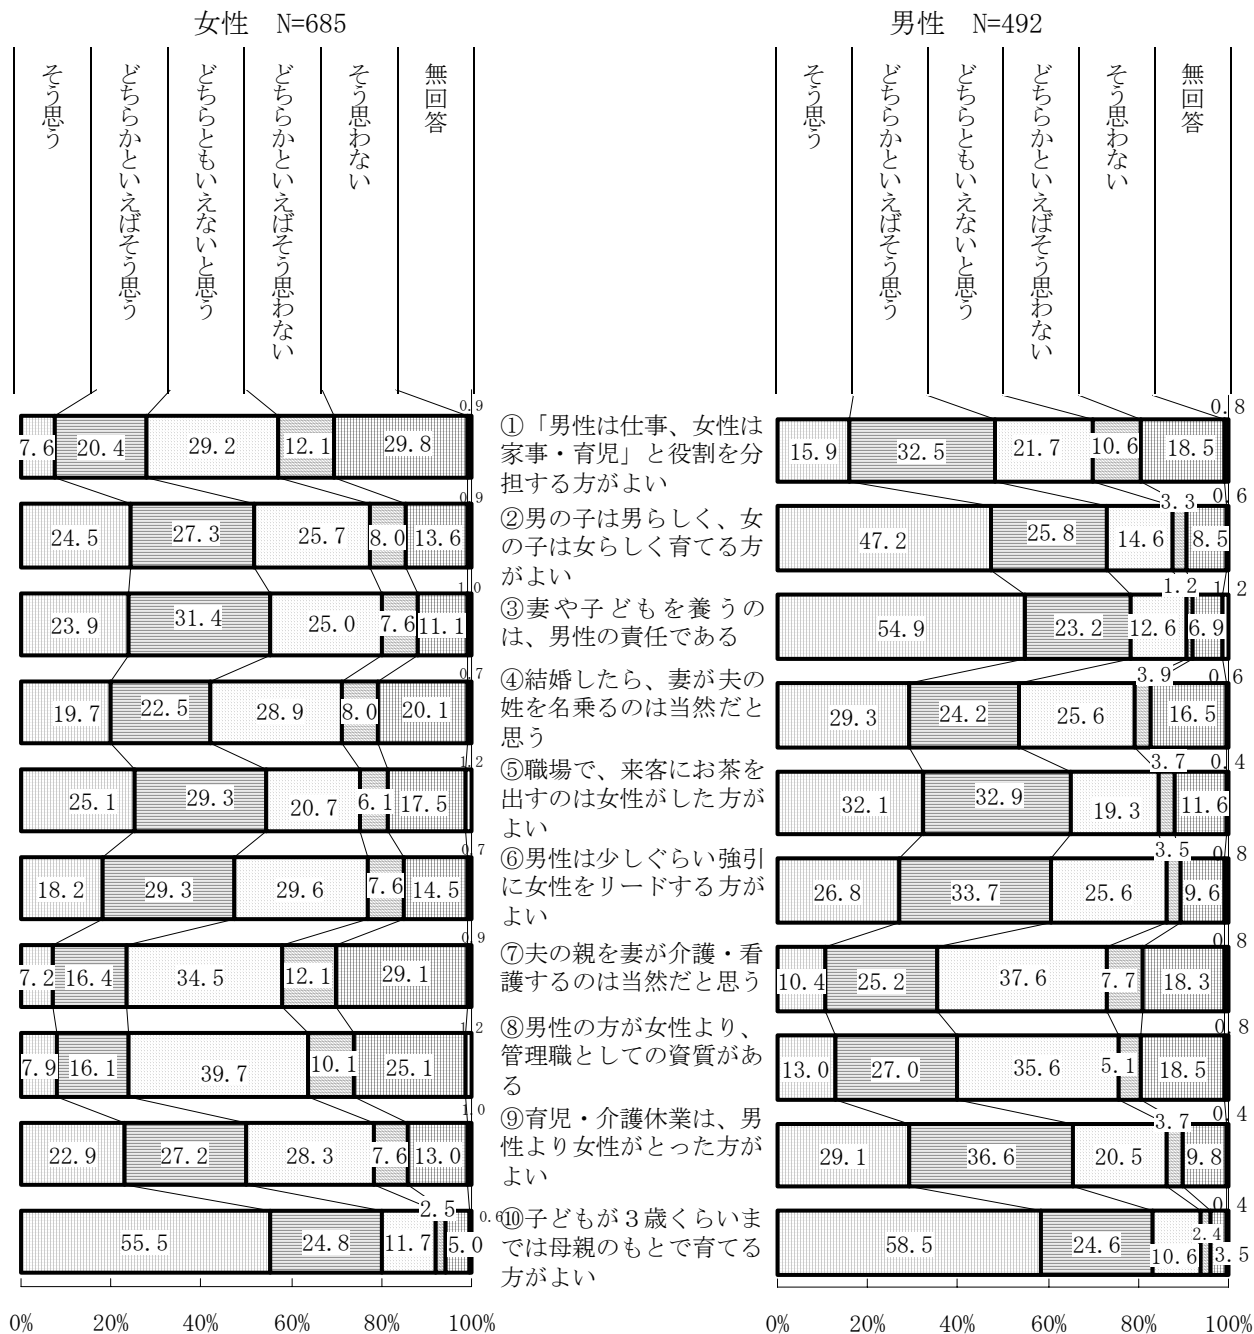 女性　N=685
男性　N=492
そう思う
どちらかといえばそう思う
どちらともいえないと思う
どちらかといえばそう思わない
そう思わない
無回答
そう思う
どちらかといえばそう思う
どちらともいえないと思う
どちらかといえばそう思わない
そう思わない
無回答
7.6 20.4 29.2 12.1 29.8 0.9
①「男性は仕事、女性は
家事・育児」と役割を分
担する方がよい
15.9 32.5 21.7 10.6 18.5 0.8
24.5 27.3 25.7 8.0 13.6 0.9
②男の子は男らしく、女
の子は女らしく育てる方
がよい
47.2 25.8 14.6 3.3 8.5 0.6
23.9 31.4 25.0 7.6 11.1 1.0
③妻や子どもを養うの
は、男性の責任である
54.9 23.2 12.6 1.2 6.9 1.2
19.7 22.5 28.9 8.0 20.1 0.7
④結婚したら、妻が夫の
姓を名乗るのは当然だと
思う
29.3 24.2 25.6 3.9 16.5 0.6
25.1 29.3 20.7 6.1 17.5 1.2
⑤職場で、来客にお茶を
出すのは女性がした方が
よい
32.1 32.9 19.3 3.7 11.6 0.4
18.2 29.3 29.6 7.6 14.5 0.7
⑥男性は少しぐらい強引
に女性をリードする方が
よい
26.8 33.7 25.6 3.5 9.6 0.8
7.2 16.4 34.5 12.1 29.1 0.9
⑦夫の親を妻が介護・看
護するのは当然だと思う
10.4 25.2 37.6 7.7 18.3 0.8
7.9 16.1 39.7 10.1 25.1 1.2
⑧男性の方が女性より、
管理職としての資質があ
る
13.0 27.0 35.6 5.1 18.5 0.8
22.9 27.2 28.3 7.6 13.0 1.0
⑨育児・介護休業は、男
性より女性がとった方が
よい
29.1 36.6 20.5 3.7 9.8 0.4
55.5 24.8 11.7 2.5 5.0 0.6
⑩子どもが３歳くらいま
では母親のもとで育てる
方がよい
58.5 24.6 10.6 2.4 3.5 0.4
0% 20% 40% 60% 80% 100%
0% 20% 40% 60% 80% 100%